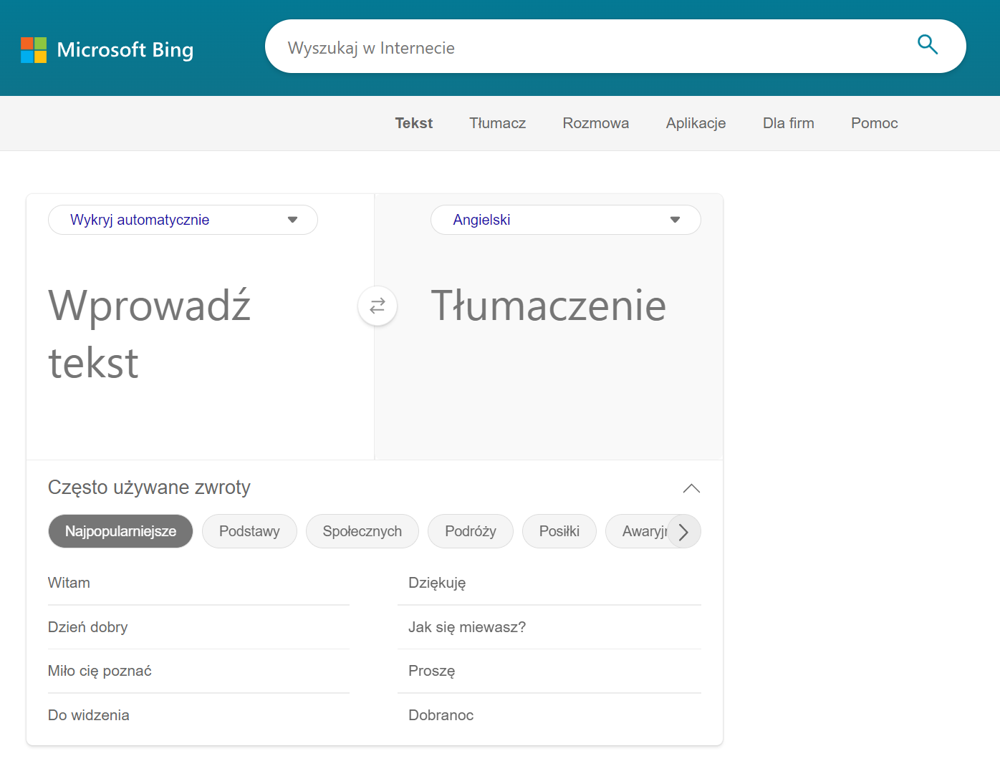 Microsoft Bing
Wyszukaj w Internecie
Tekst Tłumacz Rozmowa Aplikacje Dla firm Pomoc
Wykryj automatycznie
Angielski
Wprowadź
tekst
Tłumaczenie
Często używane zwroty
Najpopularniejsze Podstawy Społecznych Podróży Posiłki
Witam
Dziękuję
Dzień dobry
Jak się miewasz?
Miło cię poznać
Proszę
Do widzenia
Dobranoc